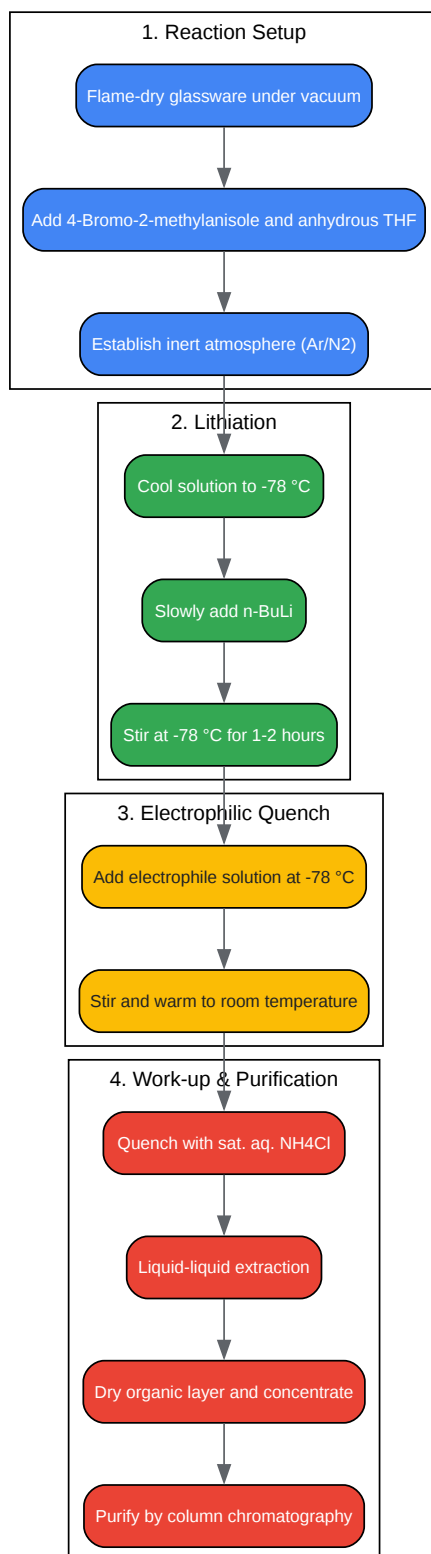 1. Reaction Setup
Flame-dry glassware under vacuum
Add 4-Bromo-2-methylanisole and anhydrous THF
Establish inert atmosphere (Ar/N2)
2. Lithiation
Cool solution to -78 °C
Slowly add n-BuLi
Stir at -78 °C for 1-2 hours
3. Electrophilic Quench
Add electrophile solution at -78 °C
Stir and warm to room temperature
4. Work-up & Purification
Quench with sat. aq. NH4Cl
Liquid-liquid extraction
Dry organic layer and concentrate
Purify by column chromatography